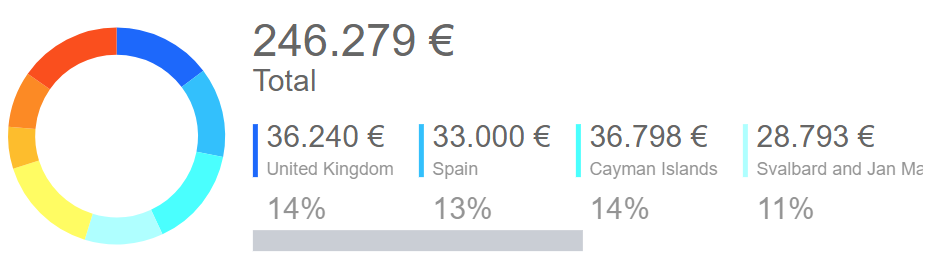 246.279 €
Total
36.240 € 33.000 € 36.798 € 28.793 €
United Kingdom Spain Cayman Islands Svalbard and Jan Ma
14% 13% 14% 11%